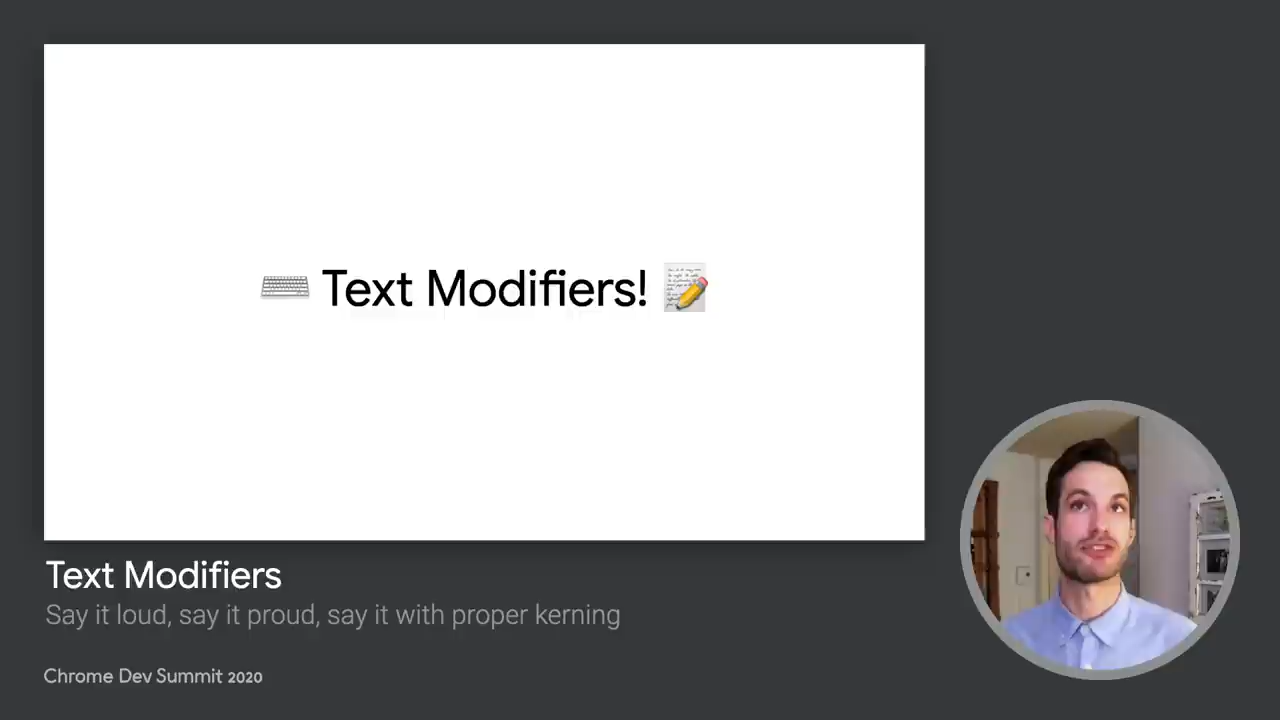 Text Modifiers!
Text Modifiers
Say it loud, say it proud, say it with proper kerning
Chrome Dev Summit 2020